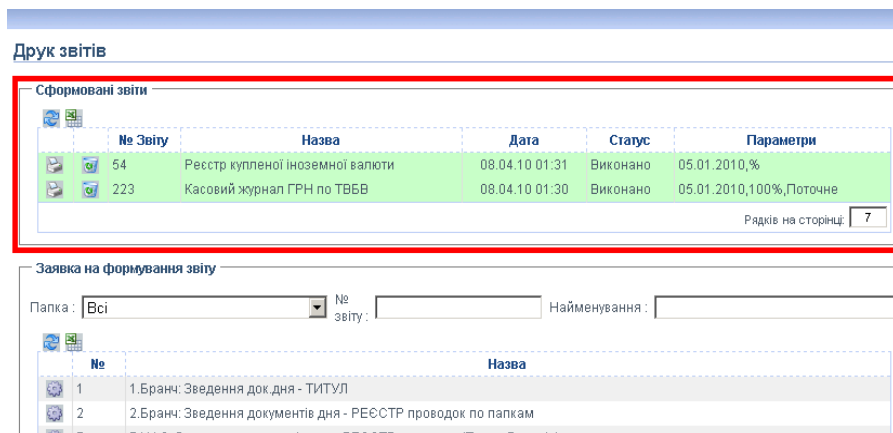 Друк звітів
Сформовані звіти
№ Звіту Назва Дата Статус Параметри
54 Реєстр купленої іноземної валюти 08.04.10 01:31 Виконано 05.01.2010,%
223 Касовий журнал ГРН по ТВБВ 08.04.10 01:30 Виконано 05.01.2010,100%,Поточне
Рядків на сторінці: 7
Заявка на формування звіту
Папка : Всі № звіту : Найменування :
№ Назва
1 1.Бранч: Зведення док.дня - ТИТУЛ
2 2.Бранч: Зведення документів дня - РЕЄСТР проводок по папкам